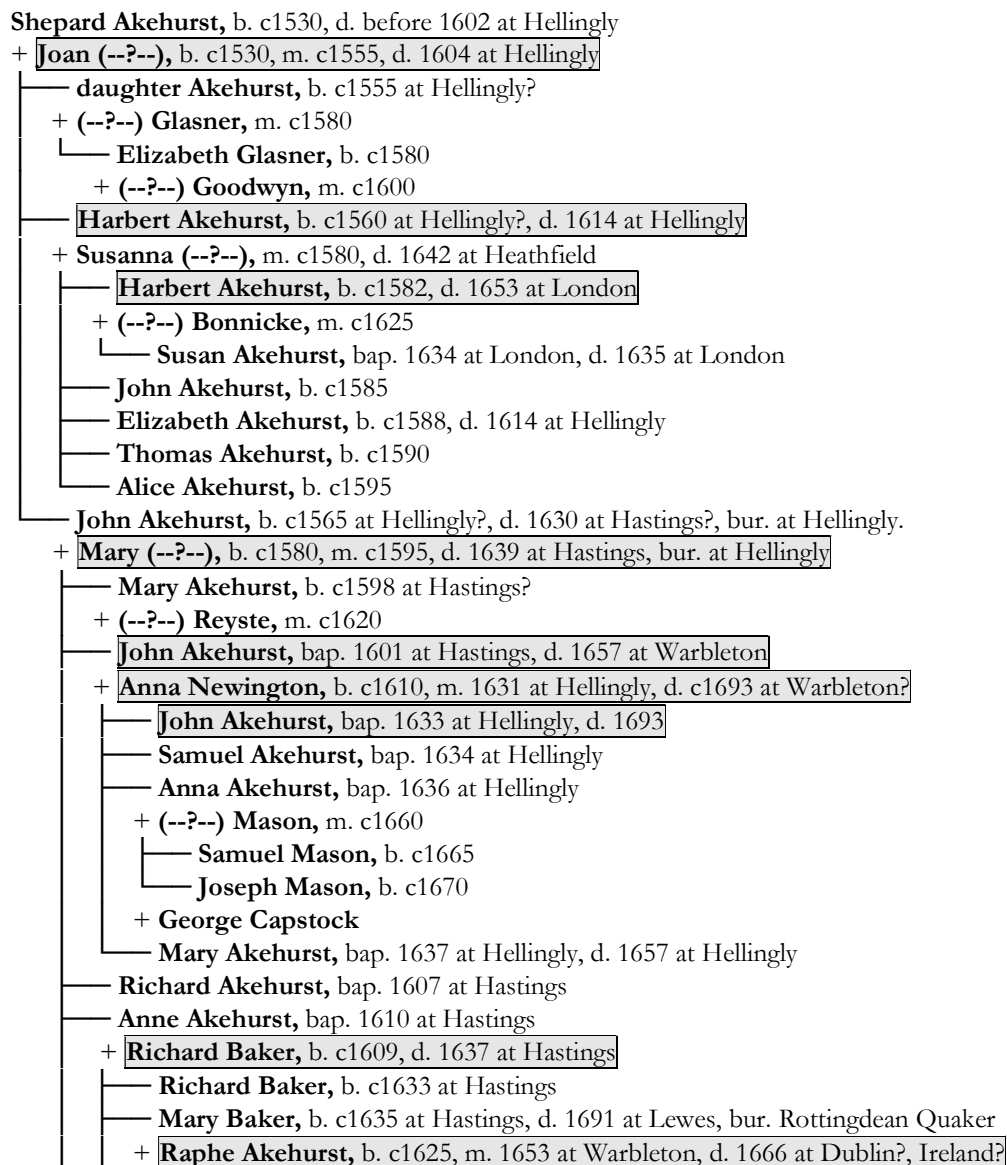 Shepard Akehurst, b. c1530, d. before 1602 at Hellingly
+ Joan (--?--), b. c1530, m. c1555, d. 1604 at Hellingly
daughter Akehurst, b. c1555 at Hellingly?
+ (--?--) Glasner, m. c1580
Elizabeth Glasner, b. c1580
+ (--?--) Goodwyn, m. c1600
Harbert Akehurst, b. c1560 at Hellingly?, d. 1614 at Hellingly
+ Susanna (--?--), m. c1580, d. 1642 at Heathfield
Harbert Akehurst, b. c1582, d. 1653 at London
+ (--?--) Bonnicke, m. c1625
Susan Akehurst, bap. 1634 at London, d. 1635 at London
John Akehurst, b. c1585
Elizabeth Akehurst, b. c1588, d. 1614 at Hellingly
Thomas Akehurst, b. c1590
Alice Akehurst, b. c1595
John Akehurst, b. c1565 at Hellingly?, d. 1630 at Hastings?, bur. at Hellingly.
+ Mary (--?--), b. c1580, m. c1595, d. 1639 at Hastings, bur. at Hellingly
Mary Akehurst, b. c1598 at Hastings?
+ (--?--) Reyste, m. c1620
John Akehurst, bap. 1601 at Hastings, d. 1657 at Warbleton
+ Anna Newington, b. c1610, m. 1631 at Hellingly, d. c1693 at Warbleton?
John Akehurst, bap. 1633 at Hellingly, d. 1693
Samuel Akehurst, bap. 1634 at Hellingly
Anna Akehurst, bap. 1636 at Hellingly
+ (--?--) Mason, m. c1660
Samuel Mason, b. c1665
Joseph Mason, b. c1670
+ George Capstock
Mary Akehurst, bap. 1637 at Hellingly, d. 1657 at Hellingly
Richard Akehurst, bap. 1607 at Hastings
Anne Akehurst, bap. 1610 at Hastings
+ Richard Baker, b. c1609, d. 1637 at Hastings
Richard Baker, b. c1633 at Hastings
Mary Baker, b. c1635 at Hastings, d. 1691 at Lewes, bur. Rottingdean Quaker
+ Raphe Akehurst, b. c1625, m. 1653 at Warbleton, d. 1666 at Dublin?, Ireland?